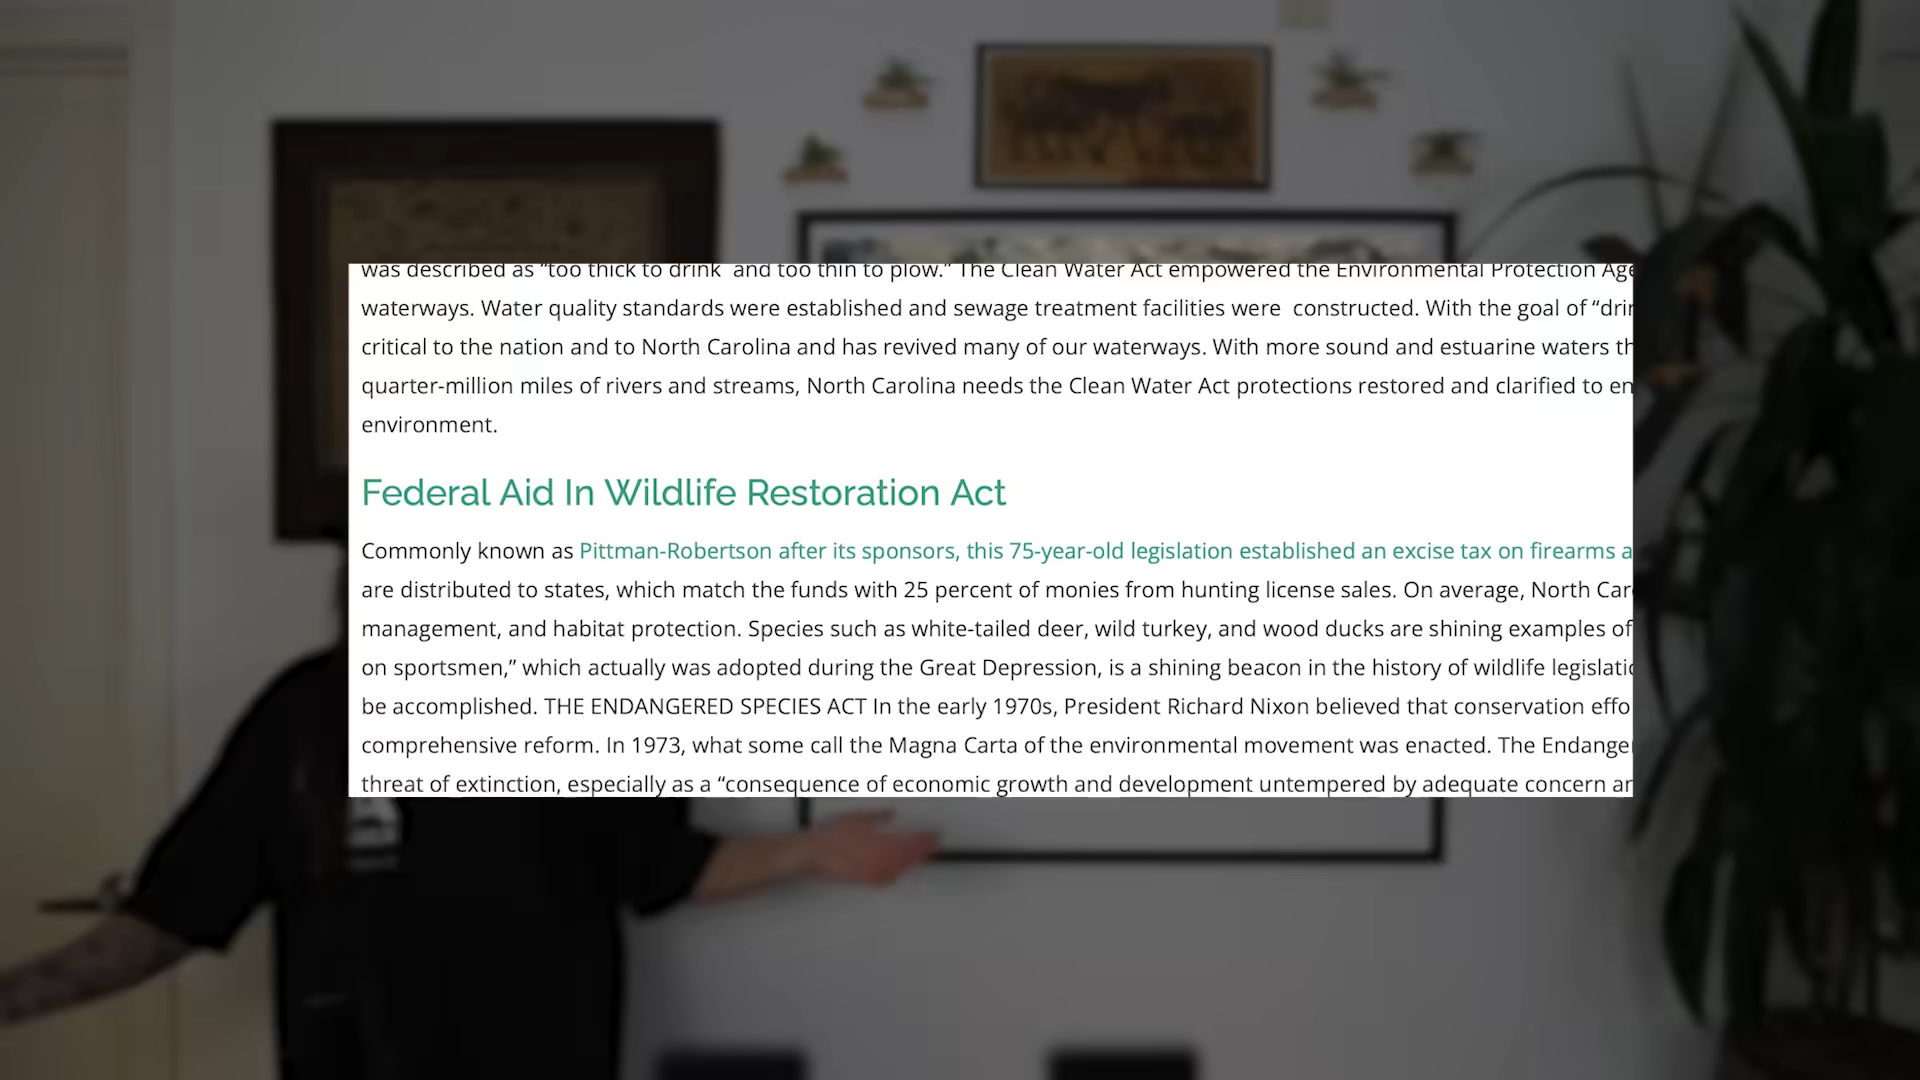 was described as “too thick to drink  and too thin to plow.” The Clean Water Act empowered the Environmental Protection
waterways. Water quality standards were established and sewage treatment facilities were  constructed. With the goal of
critical to the nation and to North Carolina and has revived many of our waterways. With more sound and estuarine waters
quarter-million miles of rivers and streams, North Carolina needs the Clean Water Act protections restored and clarified to
environment.
Federal Aid In Wildlife Restoration Act
Commonly known as Pittman-Robertson after its sponsors, this 75-year-old legislation established an excise tax on firearms
are distributed to states, which match the funds with 25 percent of monies from hunting license sales. On average, North
management, and habitat protection. Species such as white-tailed deer, wild turkey, and wood ducks are shining examples of
on sportsmen,” which actually was adopted during the Great Depression, is a shining beacon in the history of wildlife
be accomplished. THE ENDANGERED SPECIES ACT In the early 1970s, President Richard Nixon believed that conservation
comprehensive reform. In 1973, what some call the Magna Carta of the environmental movement was enacted. The
threat of extinction, especially as a “consequence of economic growth and development untempered by adequate concern